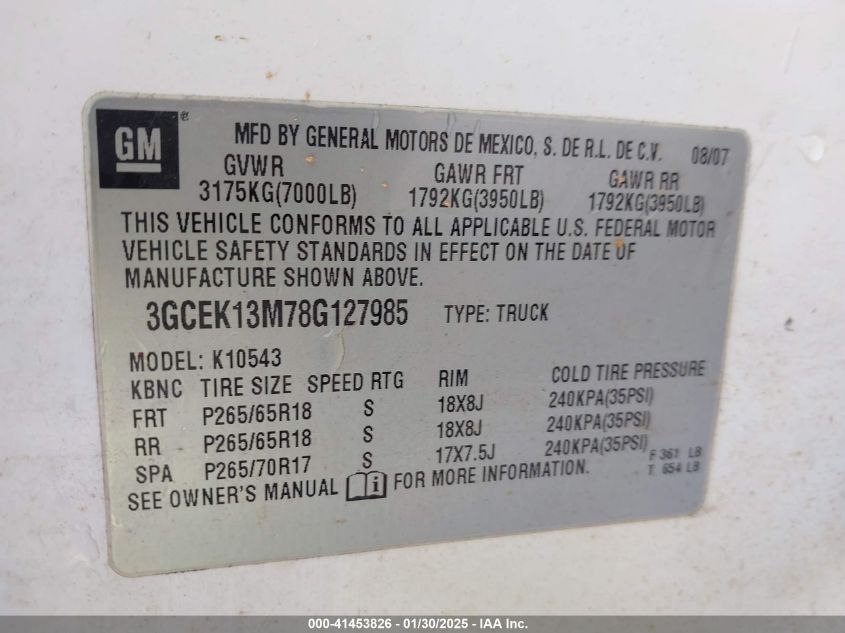 GM®
MFD BY GENERAL MOTORS DE MEXICO, S. DE R.L. DE C.V. 08/07
GVWR GAWR FRT GAWR RR
3175KG(7000LB) 1792KG(3950LB) 1792KG(3950LB)
THIS VEHICLE CONFORMS TO ALL APPLICABLE U.S. FEDERAL MOTOR
VEHICLE SAFETY STANDARDS IN EFFECT ON THE DATE OF
MANUFACTURE SHOWN ABOVE.
3GCEK13M78G127985 TYPE: TRUCK
MODEL: K10543
KBNC TIRE SIZE SPEED RTG RIM COLD TIRE PRESSURE
FRT P265/65R18 S 18X8J 240KPA(35PSI)
RR P265/65R18 S 18X8J 240KPA(35PSI)
SPA P265/70R17 S 17X7.5J 240KPA(35PSI)
F 361 LB
T 654 LB
SEE OWNER'S MANUAL i FOR MORE INFORMATION.
000-41453826 / 01/30/2025 - IAA Inc.